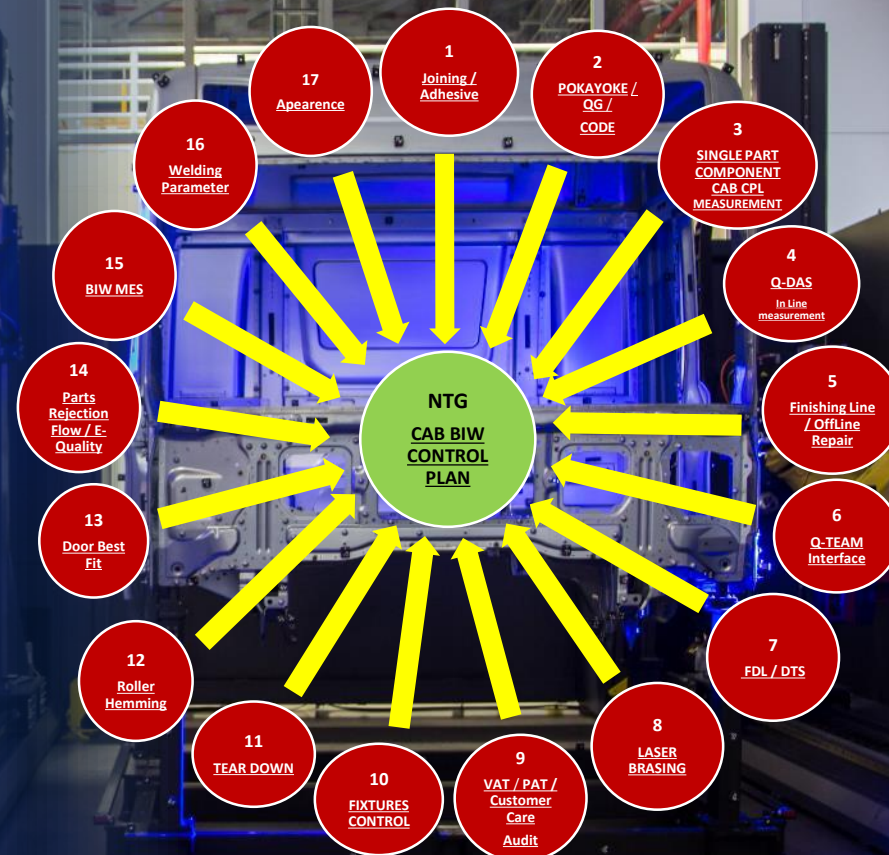 1
Joining /
Adhesive
2
POKAYOKE /
QG /
CODE
3
SINGLE PART
COMPONENT
CAB CPL
MEASUREMENT
4
Q-DAS
In Line
measurement
5
Finishing Line
/ OffLine
Repair
6
Q-TEAM
Interface
7
FDL / DTS
8
LASER
BRASING
9
VAT / PAT /
Customer
Care
Audit
10
FIXTURES
CONTROL
11
TEAR DOWN
12
Roller
Hemming
13
Door Best
Fit
14
Parts
Rejection
Flow / E-
Quality
15
BIW MES
16
Welding
Parameter
17
Apearence
NTG
CAB BIW
CONTROL
PLAN